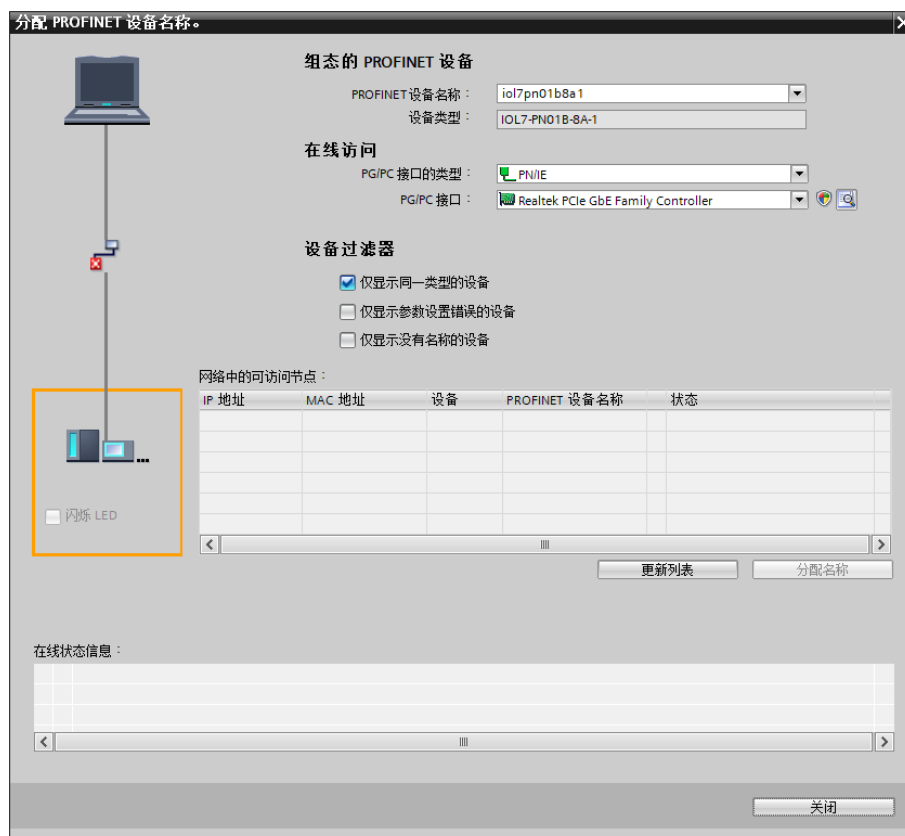 分配 PROFINET 设备名称。
组态的 PROFINET 设备
PROFINET设备名称： iol7pn01b8a1
设备类型： IOL7-PN01B-8A-1
在线访问
PG/PC 接口的类型： PN/IE
PG/PC 接口： Realtek PCIe GbE Family Controller
设备过滤器
仅显示同一类型的设备
仅显示参数设置错误的设备
仅显示没有名称的设备
网络中的可访问节点：
IP 地址 MAC 地址 设备 PROFINET 设备名称 状态
闪烁 LED
更新列表 分配名称
在线状态信息：
关闭